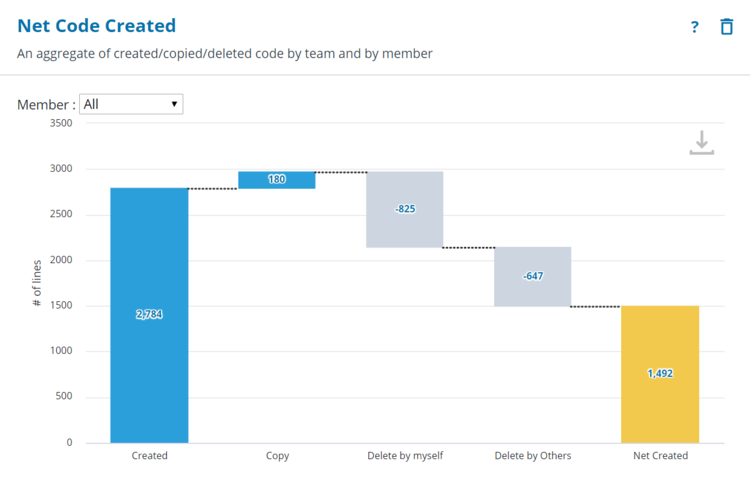 Net Code Created
?
An aggregate of created/copied/deleted code by team and by member
Member : All
3500
3000
2500
2000
1500
1000
500
0
# of lines
2,784
180
-825
-647
1,492
Created
Copy
Delete by myself
Delete by Others
Net Created